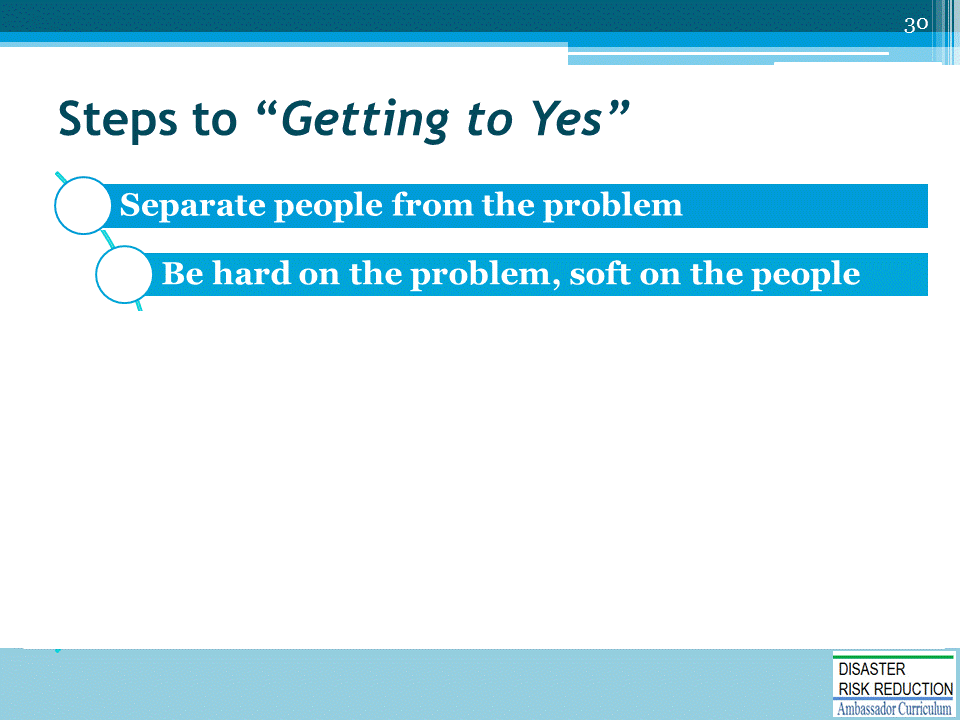 30
Steps to “Getting to Yes”
Separate people from the problem
Be hard on the problem, soft on the people
DISASTER
RISK REDUCTION
Ambassador Curriculum